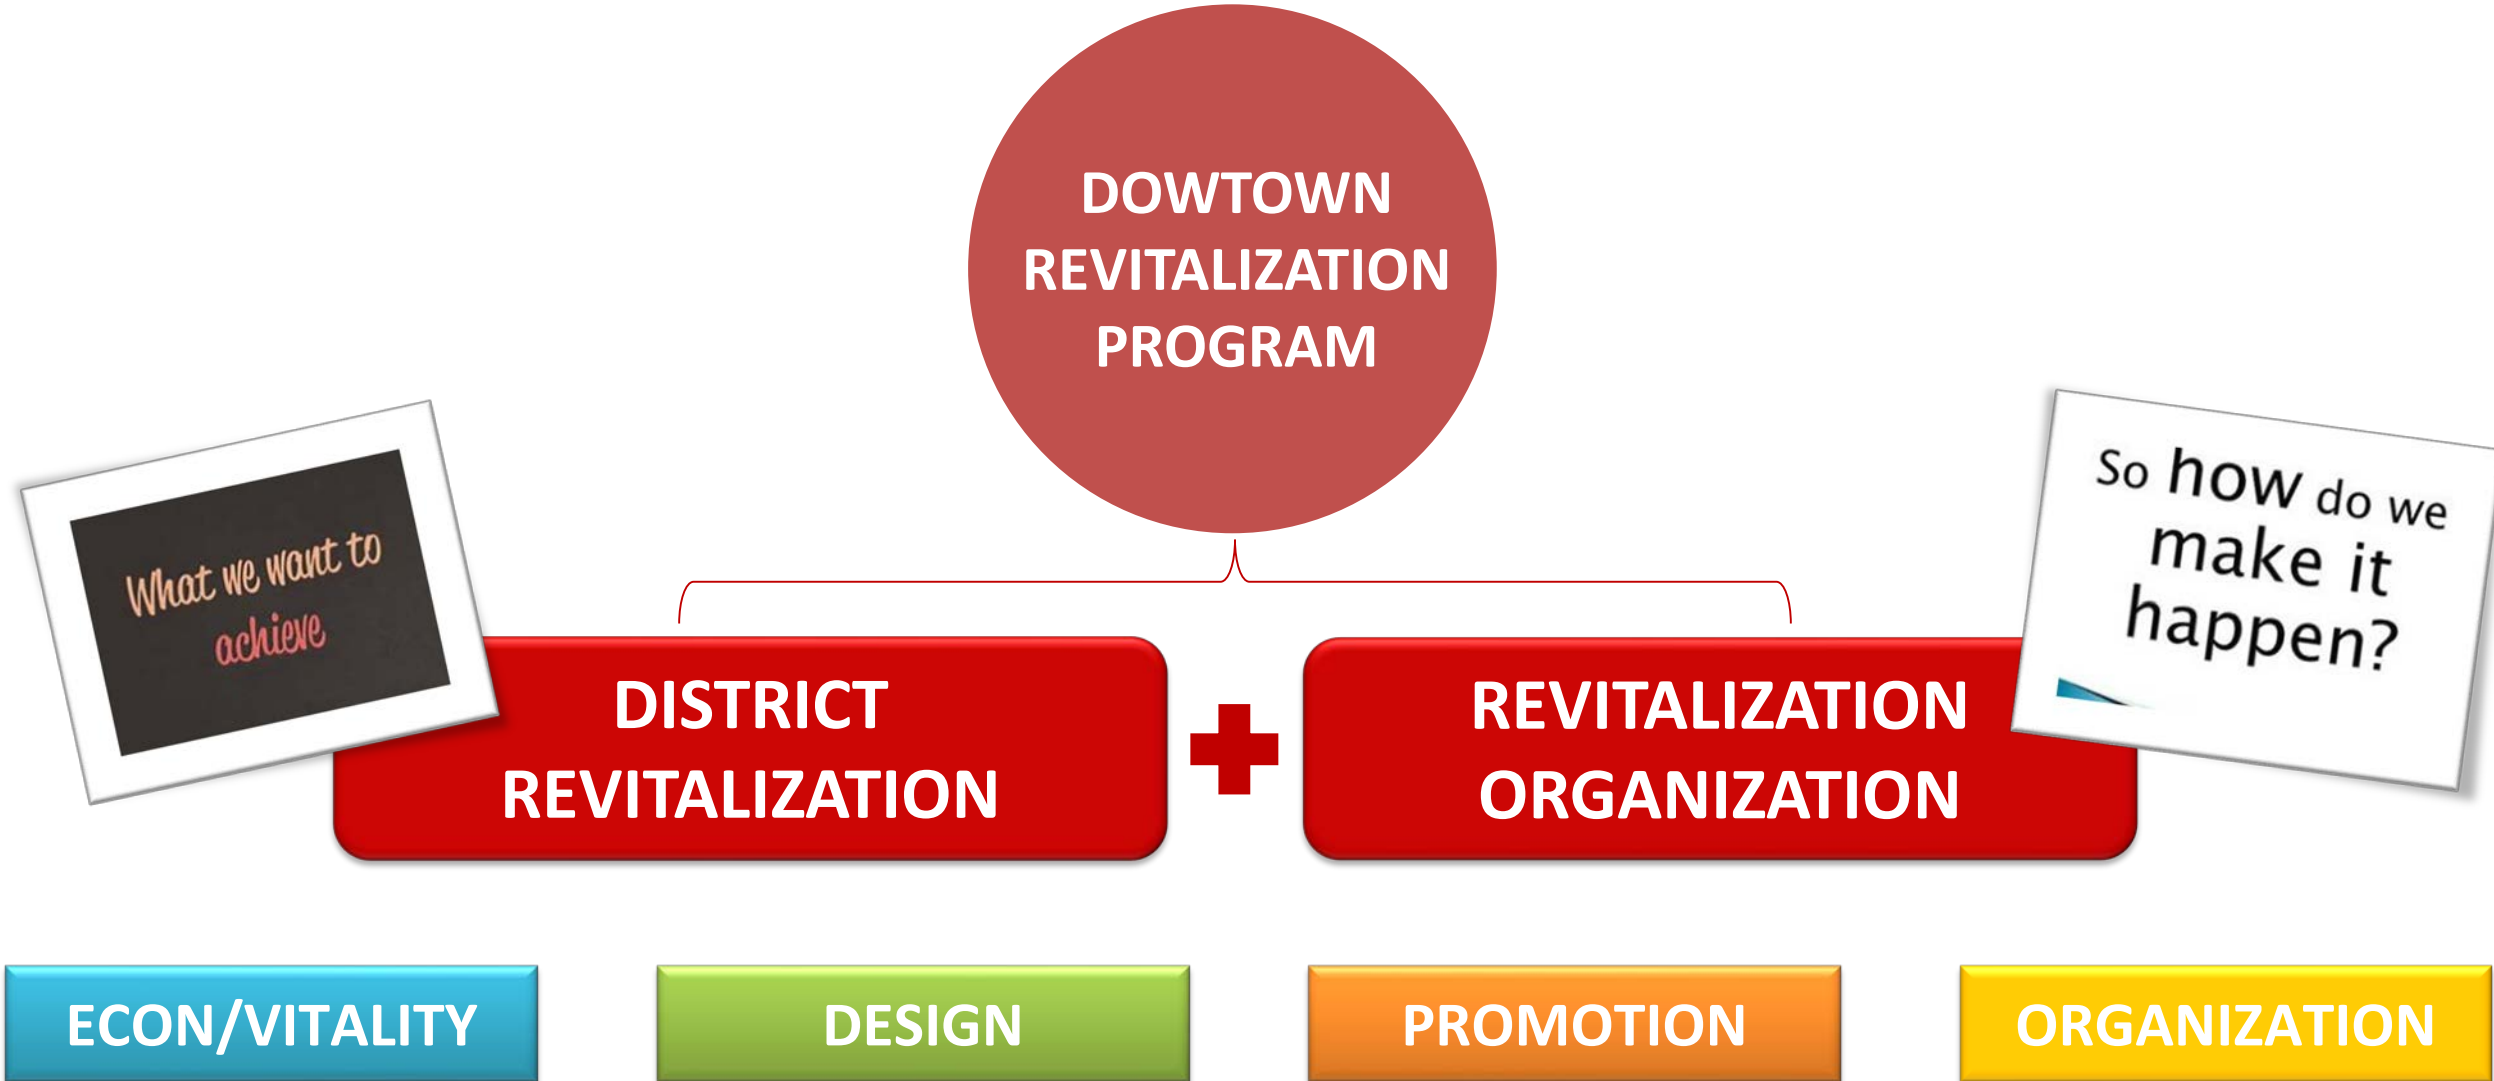 DOWTOWN
REVITALIZATION
PROGRAM
What we want to
achieve
So how do we
make it
happen?
DISTRICT
REVITALIZATION
REVITALIZATION
ORGANIZATION
ECON/VITALITY
DESIGN
PROMOTION
ORGANIZATION